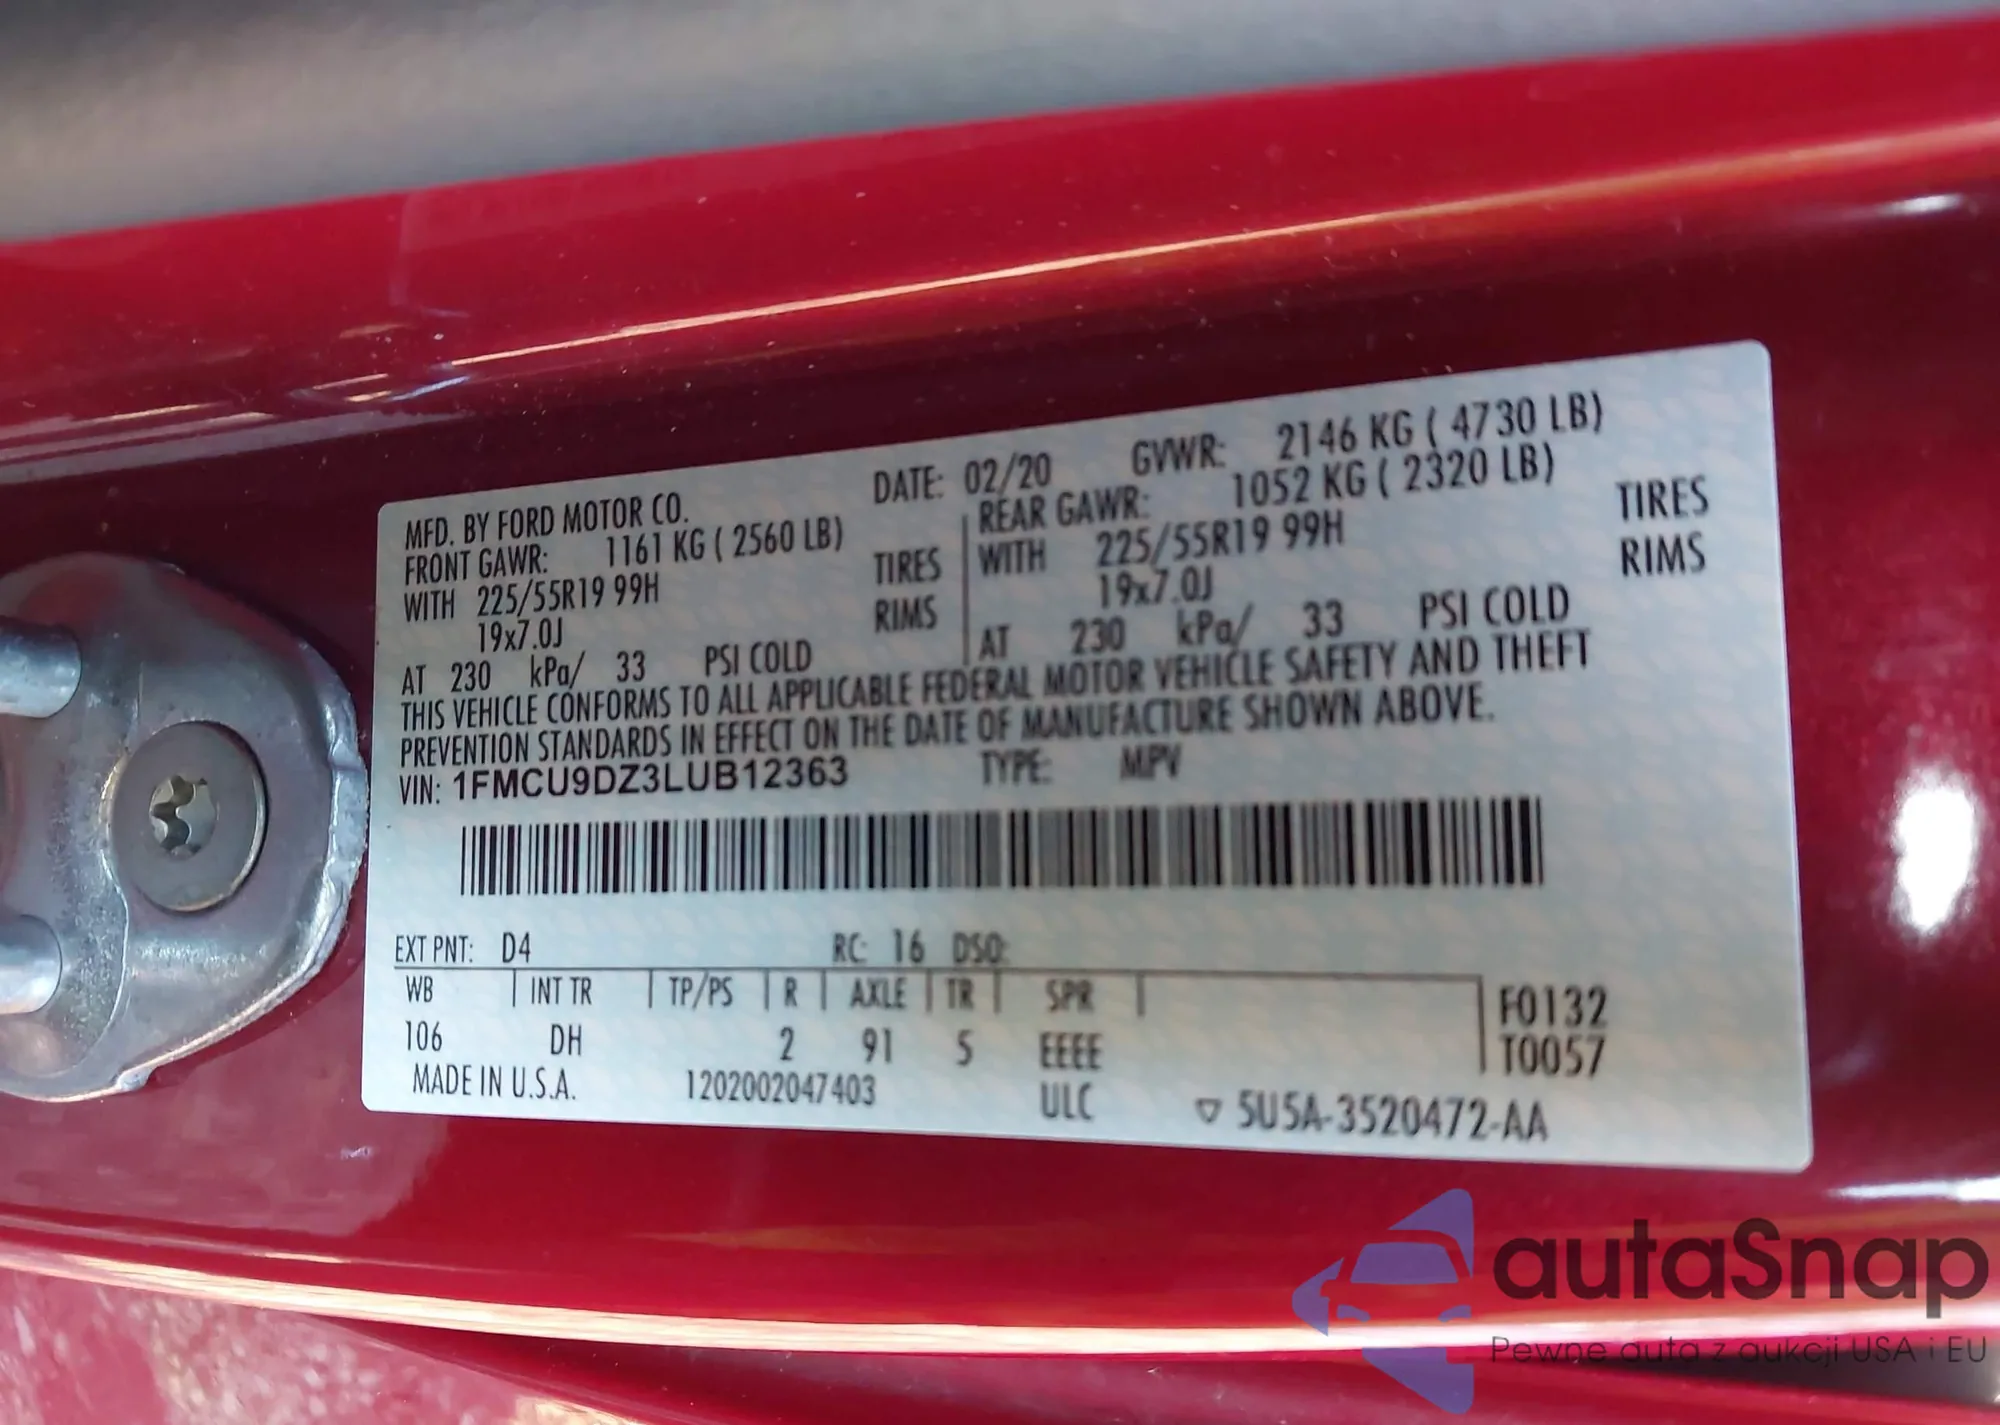 MFD. BY FORD MOTOR CO. DATE: 02/20 GVWR: 2146 KG ( 4730 LB)
FRONT GAWR: 1161 KG ( 2560 LB) REAR GAWR: 1052 KG ( 2320 LB)
WITH 225/55R19 99H TIRES WITH 225/55R19 99H TIRES
19x7.0J RIMS 19x7.0J RIMS
AT 230 kPa/ 33 PSI COLD AT 230 kPa/ 33 PSI COLD
THIS VEHICLE CONFORMS TO ALL APPLICABLE FEDERAL MOTOR VEHICLE SAFETY AND THEFT
PREVENTION STANDARDS IN EFFECT ON THE DATE OF MANUFACTURE SHOWN ABOVE.
VIN: 1FMCU9DZ3LUB12363 TYPE: MPV
EXT PNT: D4 RC: 16 DSO:
WB INT TR TP/PS R AXLE TR SPR F0132
106 DH 2 91 5 EEEE T0057
MADE IN U.S.A. 1202002047403 ULC ▽ 5U5A-3520472-AA
autaSnap
Pewne auta z aukcji USA i EU